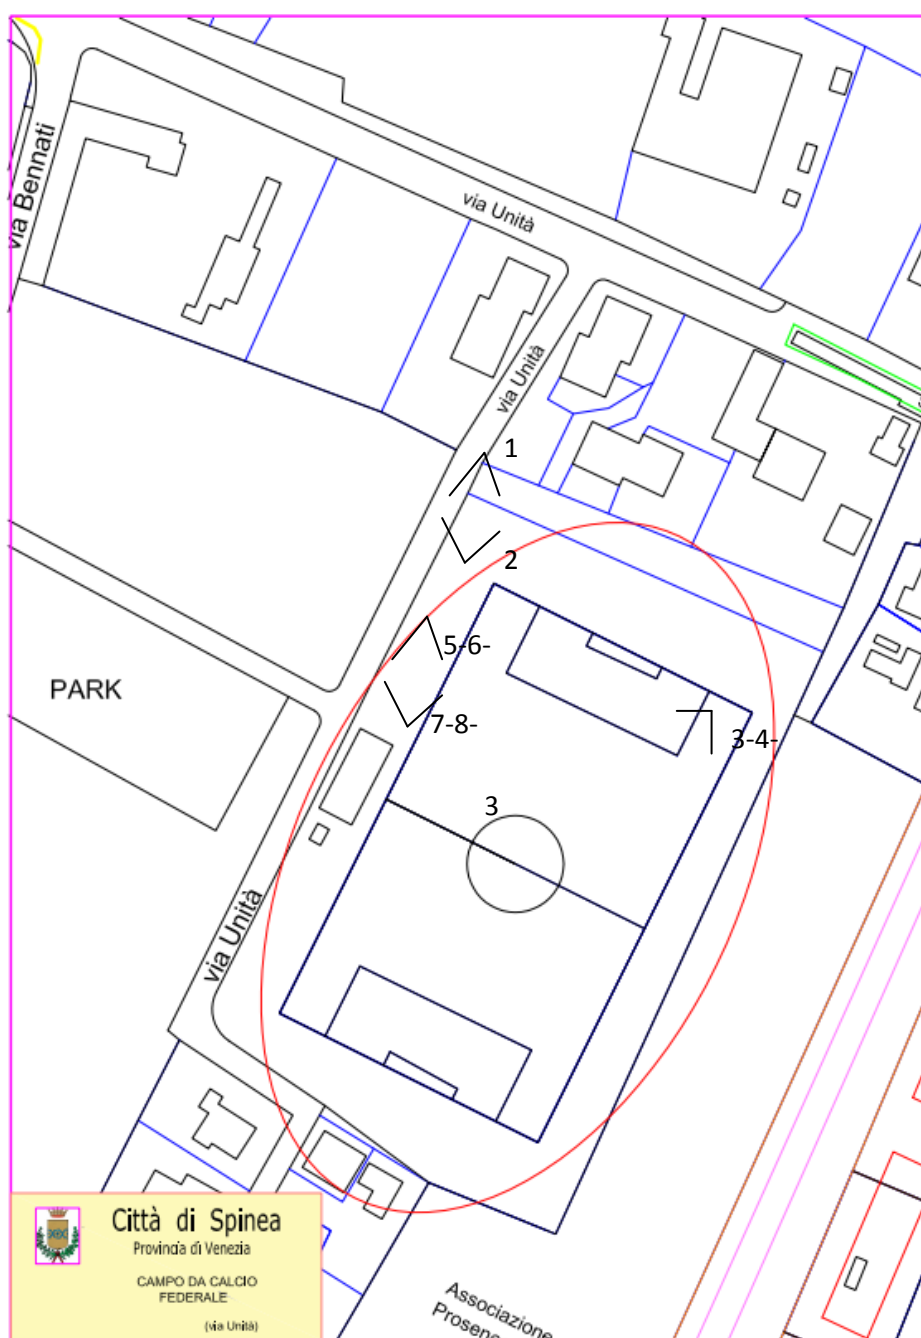 via Bennati
via Unità
via Unità
1
2
5-6-
PARK
7-8-
3-4-
3
via Unità
Città di Spinea
Provincia di Venezia
CAMPO DA CALCIO
FEDERALE
(via Unità)
Associazione